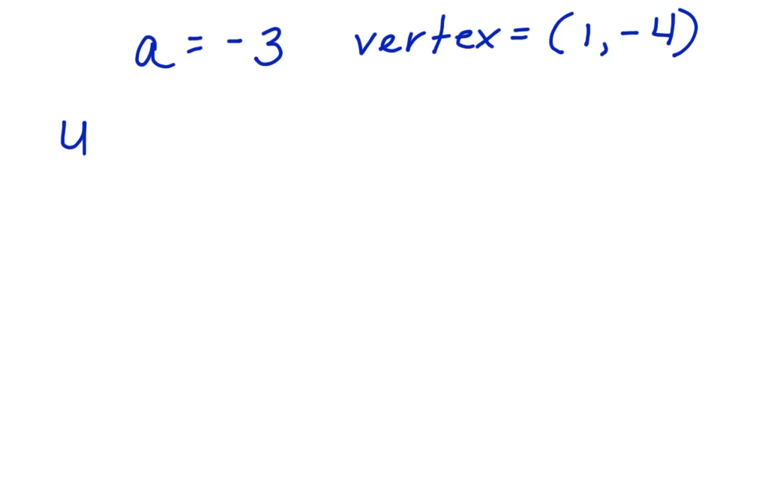 a = -3 vertex = (1, -4)